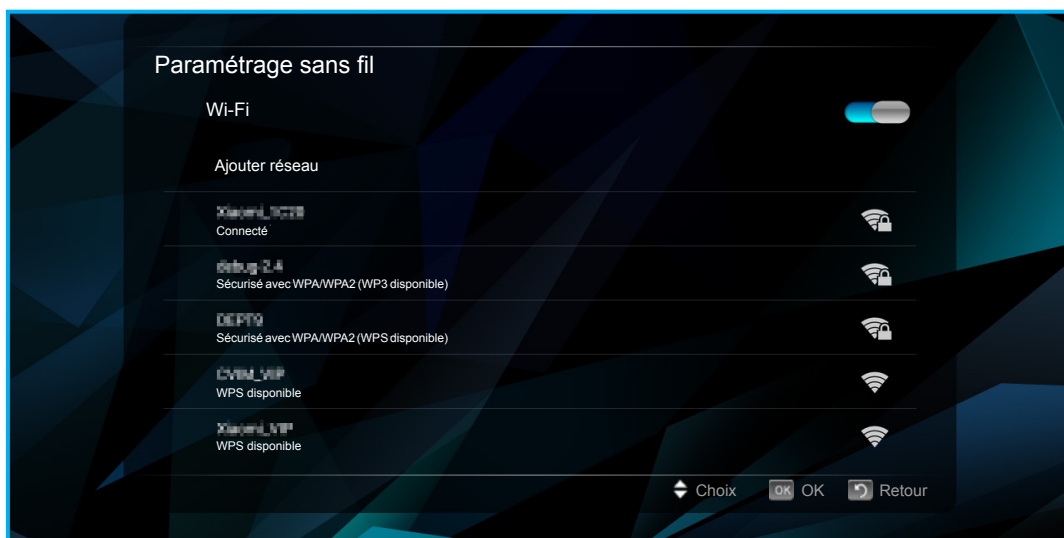 Paramétrage sans fil
Wi-Fi
Ajouter réseau
Connecté
Sécurisé avec WPA/WPA2 (WP3 disponible)
Sécurisé avec WPA/WPA2 (WPS disponible)
WPS disponible
WPS disponible
Choix OK OK Retour